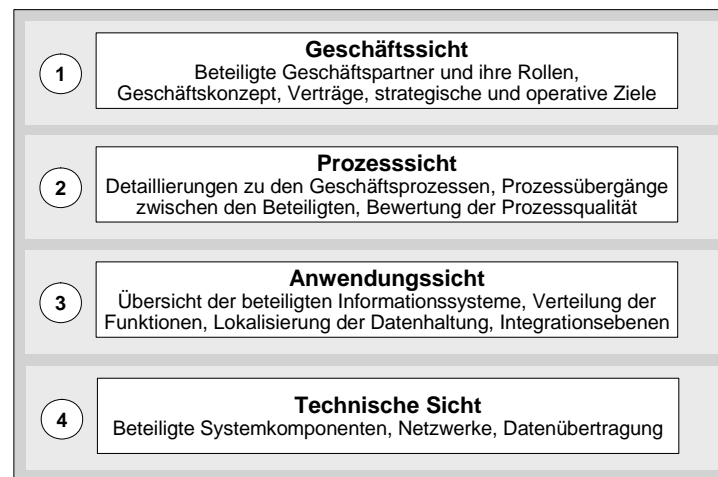 1
Geschäftssicht
Beteiligte Geschäftspartner und ihre Rollen,
Geschäftskonzept, Verträge, strategische und operative Ziele
2
Prozesssicht
Detaillierungen zu den Geschäftsprozessen, Prozessübergänge
zwischen den Beteiligten, Bewertung der Prozessqualität
3
Anwendungssicht
Übersicht der beteiligten Informationssysteme, Verteilung der
Funktionen, Lokalisierung der Datenhaltung, Integrationsebenen
4
Technische Sicht
Beteiligte Systemkomponenten, Netzwerke, Datenübertragung